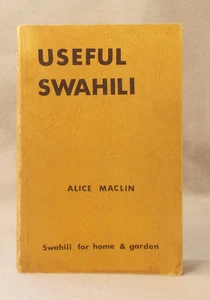 USEFUL
SWAHILI
ALICE MACLIN
Swahili for home & garden